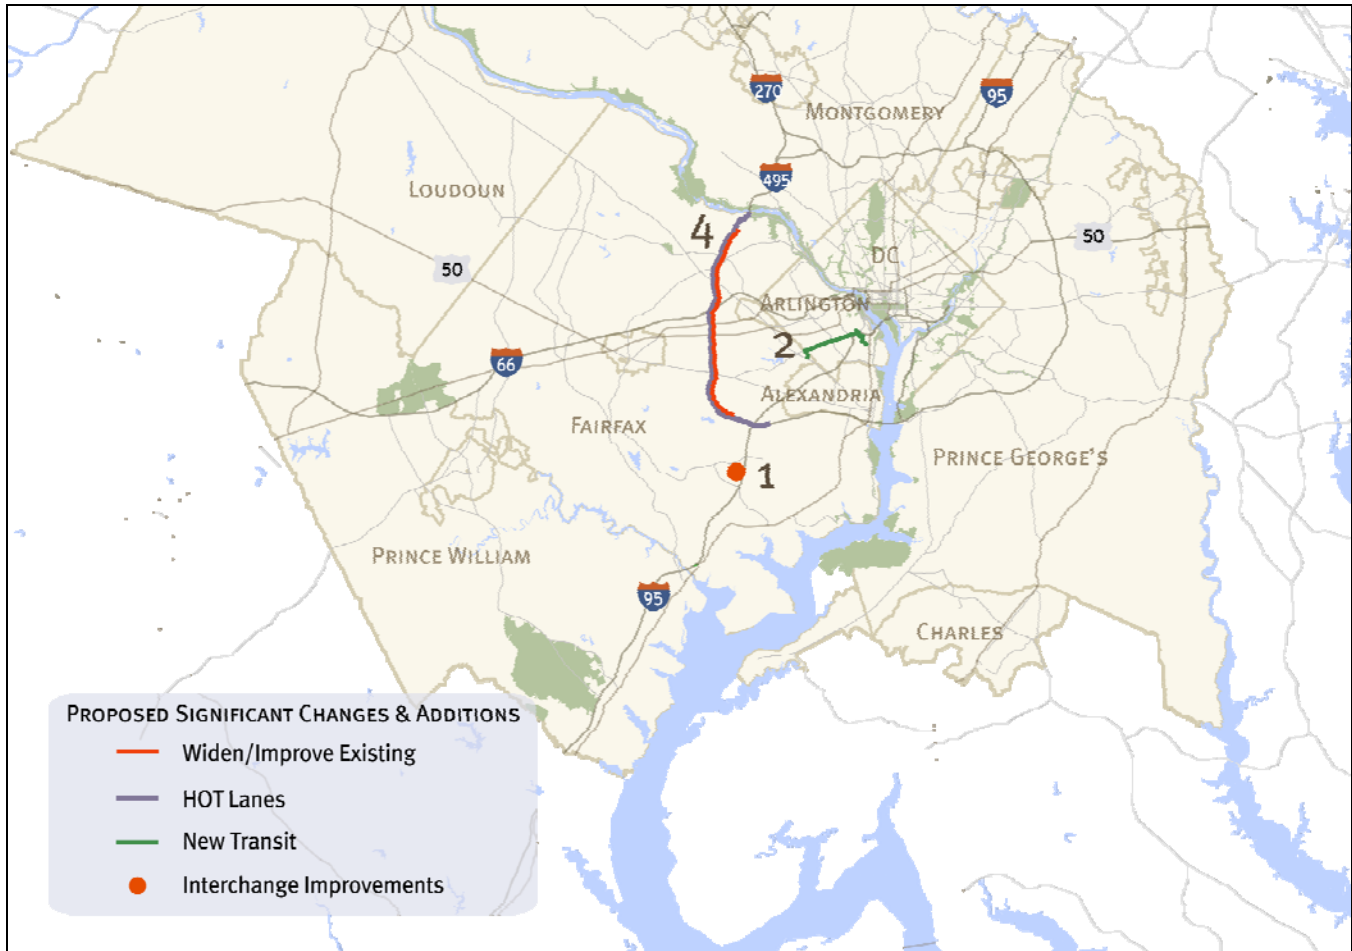 270
95
MONTGOMERY
495
LOUDOUN
4
50
DC
50
ARLINGTON
2
66
ALEXANDRIA
FAIRFAX
PRINCE GEORGE'S
1
PRINCE WILLIAM
95
CHARLES
PROPOSED SIGNIFICANT CHANGES & ADDITIONS
Widen/Improve Existing
HOT Lanes
New Transit
Interchange Improvements